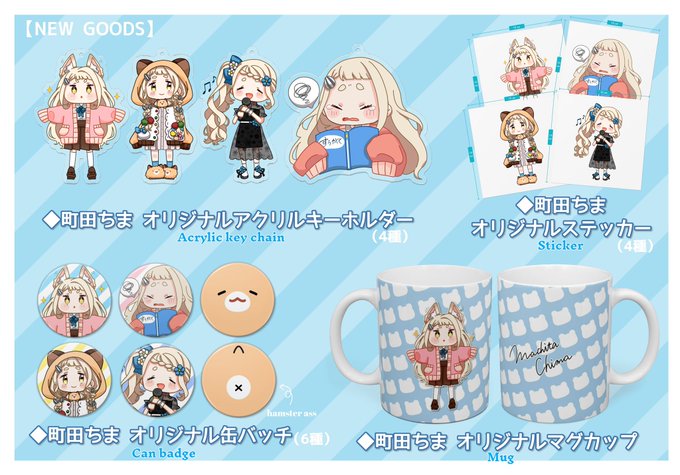 【NEW GOODS】
◆町田ちま オリジナルアクリルキーホルダー
Acrylic key chain
（4種）
◆町田ちま
オリジナルステッカー
Sticker
（4種）
hamster ass
◆町田ちま オリジナル缶バッチ（6種）
Can badge
Machita
Chima
◆町田ちま オリジナルマグカップ
Mug